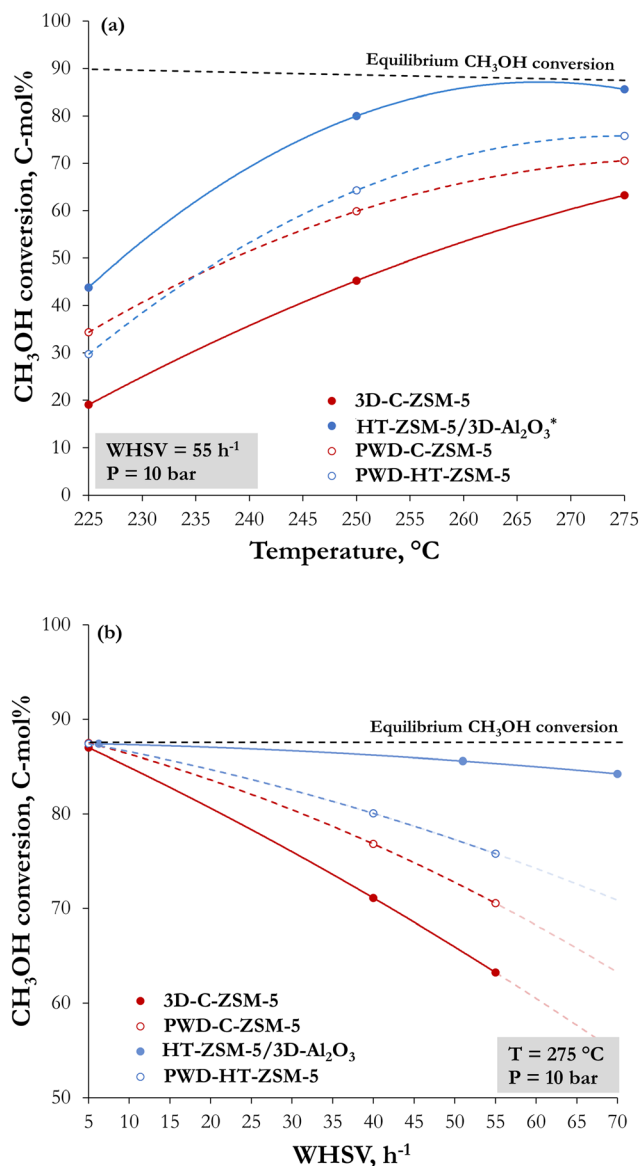 (a)
Equilibrium CH₃OH conversion
CH₃OH conversion, C-mol%
100
90
80
70
60
50
40
30
20
10
0
3D-C-ZSM-5
HT-ZSM-5/3D-Al₂O₃*
PWD-C-ZSM-5
PWD-HT-ZSM-5
WHSV = 55 h⁻¹
P = 10 bar
225 230 235 240 245 250 255 260 265 270 275
Temperature, °C
(b)
Equilibrium CH₃OH conversion
CH₃OH conversion, C-mol%
100
90
80
70
60
50
3D-C-ZSM-5
PWD-C-ZSM-5
HT-ZSM-5/3D-Al₂O₃
PWD-HT-ZSM-5
T = 275 °C
P = 10 bar
5 10 15 20 25 30 35 40 45 50 55 60 65 70
WHSV, h⁻¹